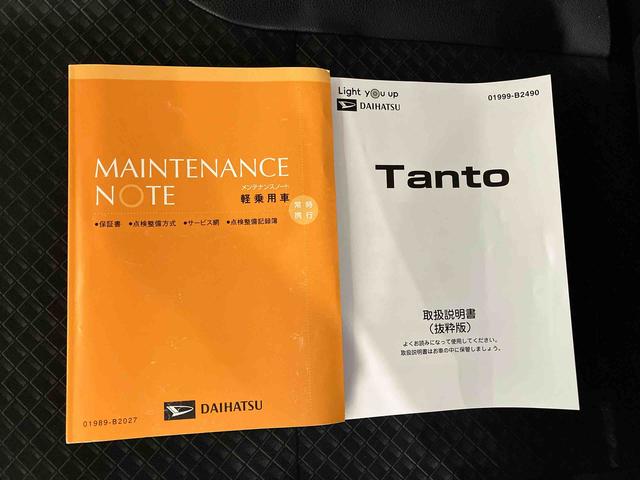 MAINTENANCE
NOTE
メンテナンスノート
軽乗用車
常時
携行
●保証書 ●点検整備方式 ●サービス網 ●点検整備記録簿
DAIHATSU
01989-B2027
Light you up
DAIHATSU
01999-B2490
Tanto
取扱説明書
（抜粋版）
よくお読みになって使用してください。
取扱説明書はお車の中に保管しましょう。